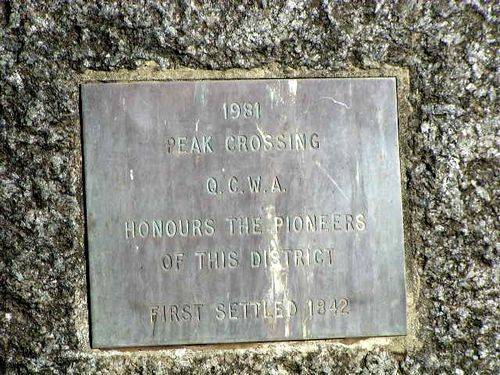 1981
PEAK CROSSING
Q.C.W.A.
HONOURS THE PIONEERS
OF THIS DISTRICT
FIRST SETTLED 1842